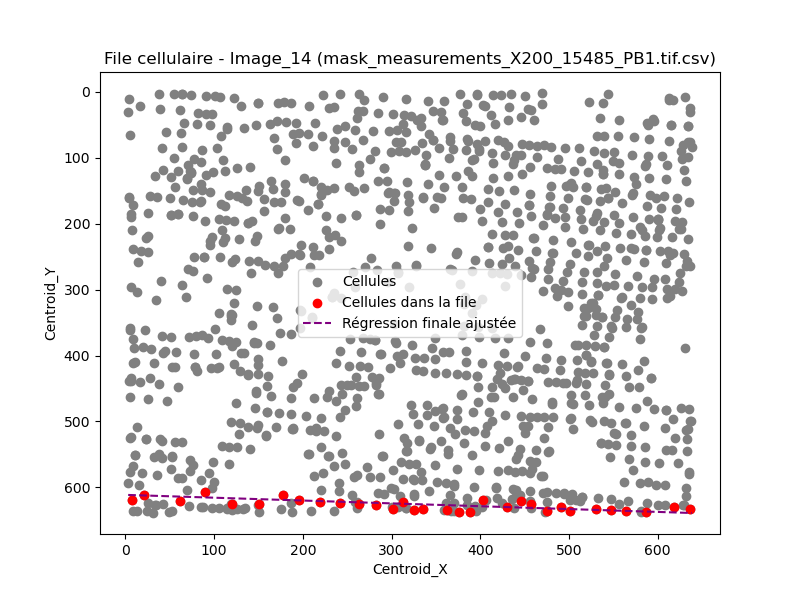 File cellulaire - Image_14 (mask_measurements_X200_15485_PB1.tif.csv)
0
100
200
300
400
500
600
Centroid_Y
Cellules
Cellules dans la file
Régression finale ajustée
0 100 200 300 400 500 600
Centroid_X